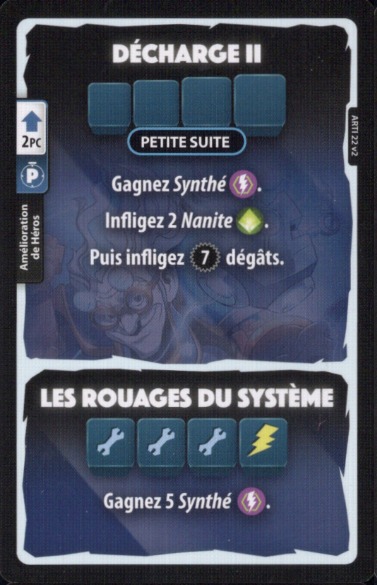 DÉCHARGE II
PETITE SUITE
Gagnez Synthé.
Infligez 2 Nanite.
Puis infligez 7 dégâts.
2PC
P
Amélioration
de Héros
ARTI 22 v2
LES ROUAGES DU SYSTÈME
Gagnez 5 Synthé.